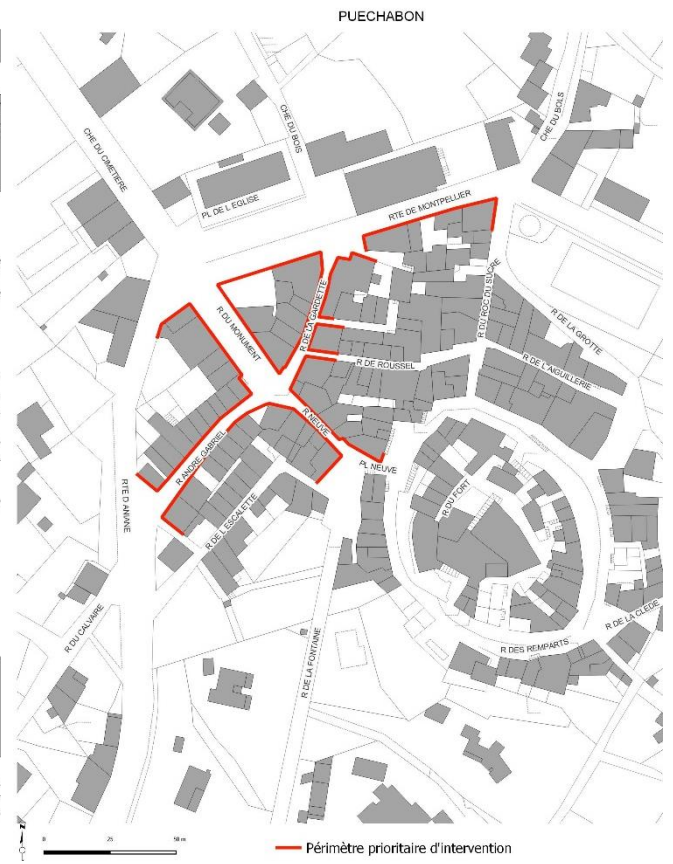 PUECHABON
CHE DU CIMETIERE
CHE DU BOIS
CHE DU BOIS
PL DE L EGLISE
RTE DE MONTPELLIER
R DU MONUMENT
R DE LA GARDETTE
R DU ROC DU SUCRE
R DE LA GROTTE
R DE ROUSSEL
R DE L'AIGUILLERIE
R NEUVE
R ANDRE GABRIEL
PL NEUVE
RTE D ANIANE
R DE L'ESCALETTE
R DU FORT
R DU CALVAIRE
R DE LA FONTAINE
R DE LA CLEDE
R DES REMPARTS
N
0 25 50 m
Périmètre prioritaire d'intervention